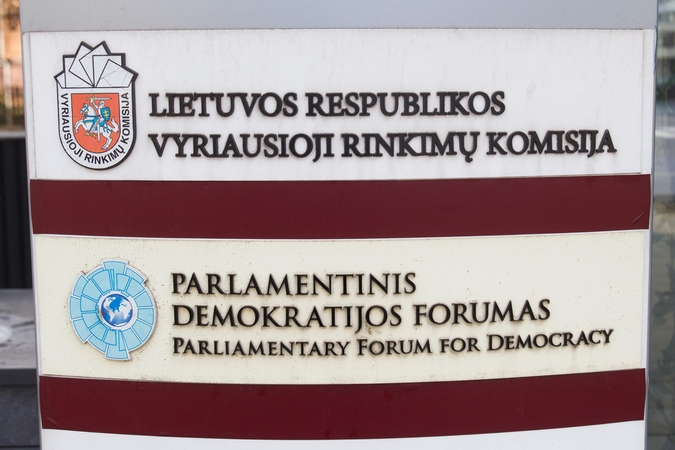 VYRIAUSIOJI RINKIMŲ KOMISIJA
LIETUVOS RESPUBLIKOS
VYRIAUSIOJI RINKIMŲ KOMISIJA
PARLAMENTINIS
DEMOKRATIJOS FORUMAS
PARLIAMENTARY FORUM FOR DEMOCRACY